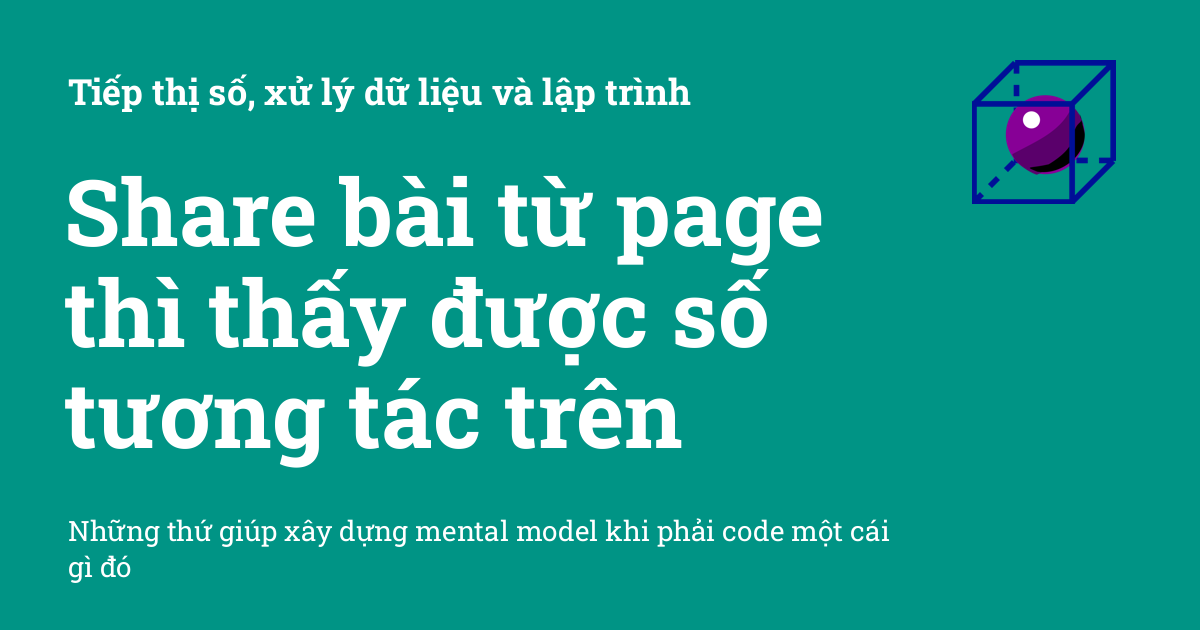 Tiếp thị số, xử lý dữ liệu và lập trình
Share bài từ page
thì thấy được số
tương tác trên
Những thứ giúp xây dựng mental model khi phải code một cái
gì đó